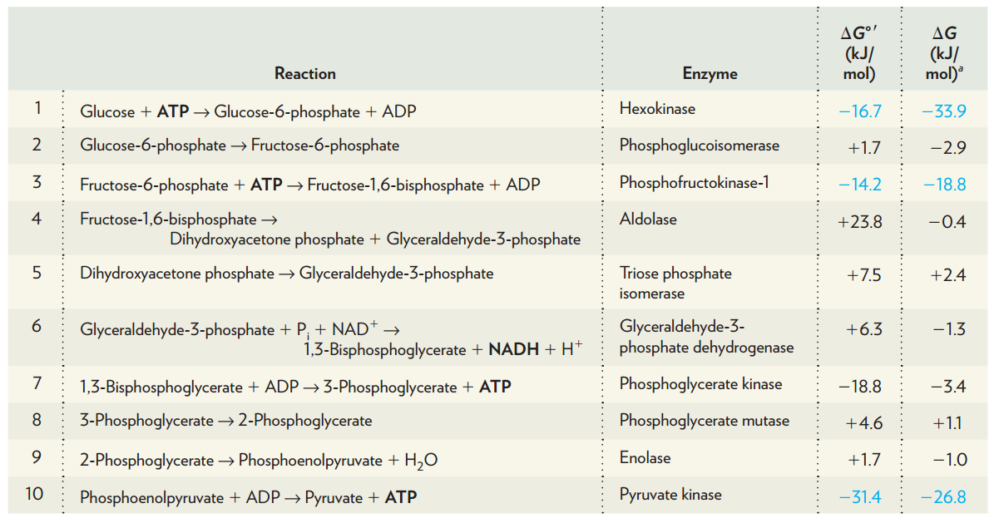 ΔG°′ ΔG
(kJ/ (kJ/
Reaction Enzyme mol) mol)ᵃ
1 Glucose + ATP → Glucose-6-phosphate + ADP Hexokinase −16.7 −33.9
2 Glucose-6-phosphate → Fructose-6-phosphate Phosphoglucoisomerase +1.7 −2.9
3 Fructose-6-phosphate + ATP → Fructose-1,6-bisphosphate + ADP Phosphofructokinase-1 −14.2 −18.8
4 Fructose-1,6-bisphosphate → Aldolase +23.8 −0.4
Dihydroxyacetone phosphate + Glyceraldehyde-3-phosphate
5 Dihydroxyacetone phosphate → Glyceraldehyde-3-phosphate Triose phosphate +7.5 +2.4
isomerase
6 Glyceraldehyde-3-phosphate + Pᵢ + NAD⁺ → Glyceraldehyde-3- +6.3 −1.3
1,3-Bisphosphoglycerate + NADH + H⁺ phosphate dehydrogenase
7 1,3-Bisphosphoglycerate + ADP → 3-Phosphoglycerate + ATP Phosphoglycerate kinase −18.8 −3.4
8 3-Phosphoglycerate → 2-Phosphoglycerate Phosphoglycerate mutase +4.6 +1.1
9 2-Phosphoglycerate → Phosphoenolpyruvate + H₂O Enolase +1.7 −1.0
10 Phosphoenolpyruvate + ADP → Pyruvate + ATP Pyruvate kinase −31.4 −26.8